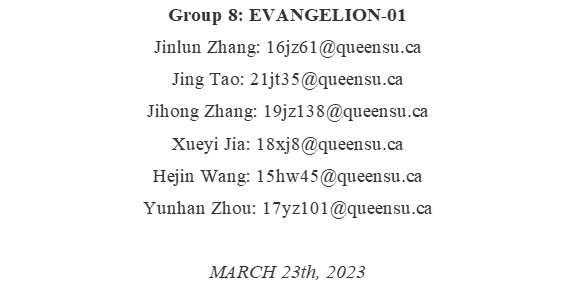 Group 8: EVANGELION-01
Jinlun Zhang: 16jz61@queensu.ca
Jing Tao: 21jt35@queensu.ca
Jihong Zhang: 19jz138@queensu.ca
Xueyi Jia: 18xj8@queensu.ca
Hejin Wang: 15hw45@queensu.ca
Yunhan Zhou: 17yz101@queensu.ca
MARCH 23th, 2023